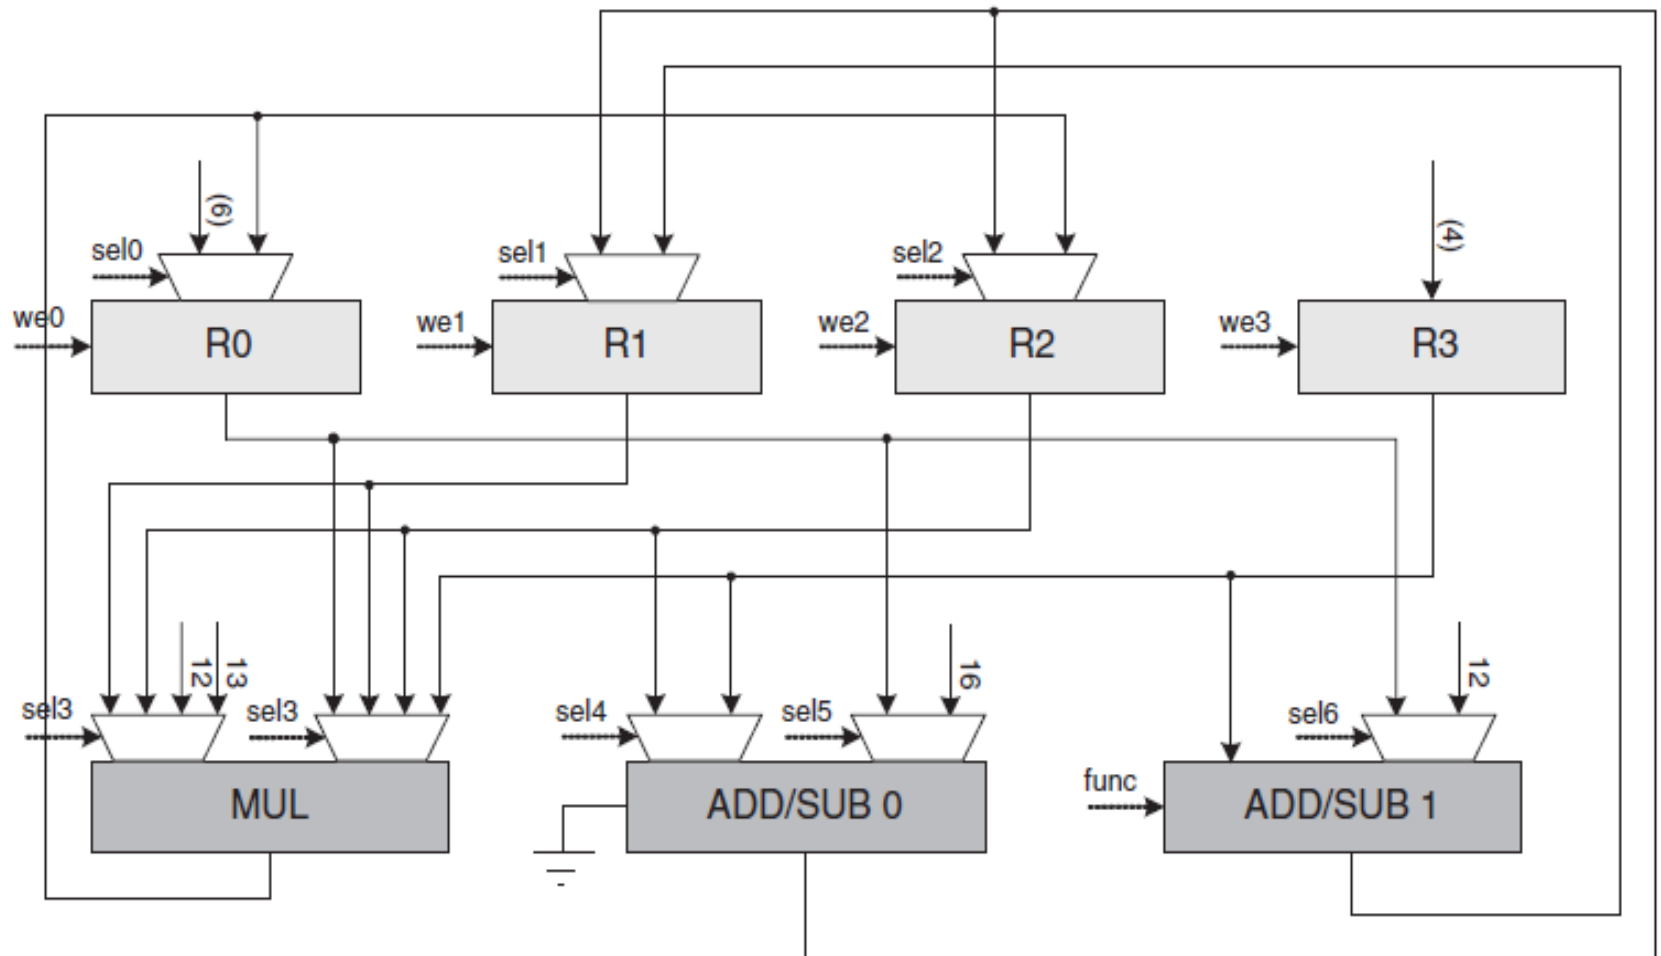 (6)
(4)
sel0
sel1
sel2
we0
R0
we1
R1
we2
R2
we3
R3
12
13
16
12
sel3
sel3
sel4
sel5
sel6
MUL
ADD/SUB 0
func
ADD/SUB 1